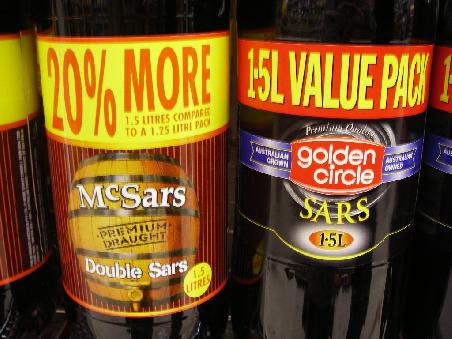 20% MORE
1.5 LITRES COMPARED
TO A 1.25 LITRE PACK
McSars
PREMIUM
DRAUGHT
Double Sars
1.5
LITRES
1·5L VALUE PACK
Premium Quality
AUSTRALIAN
GROWN
golden
circle
AUSTRALIAN
OWNED
SARS
1·5L